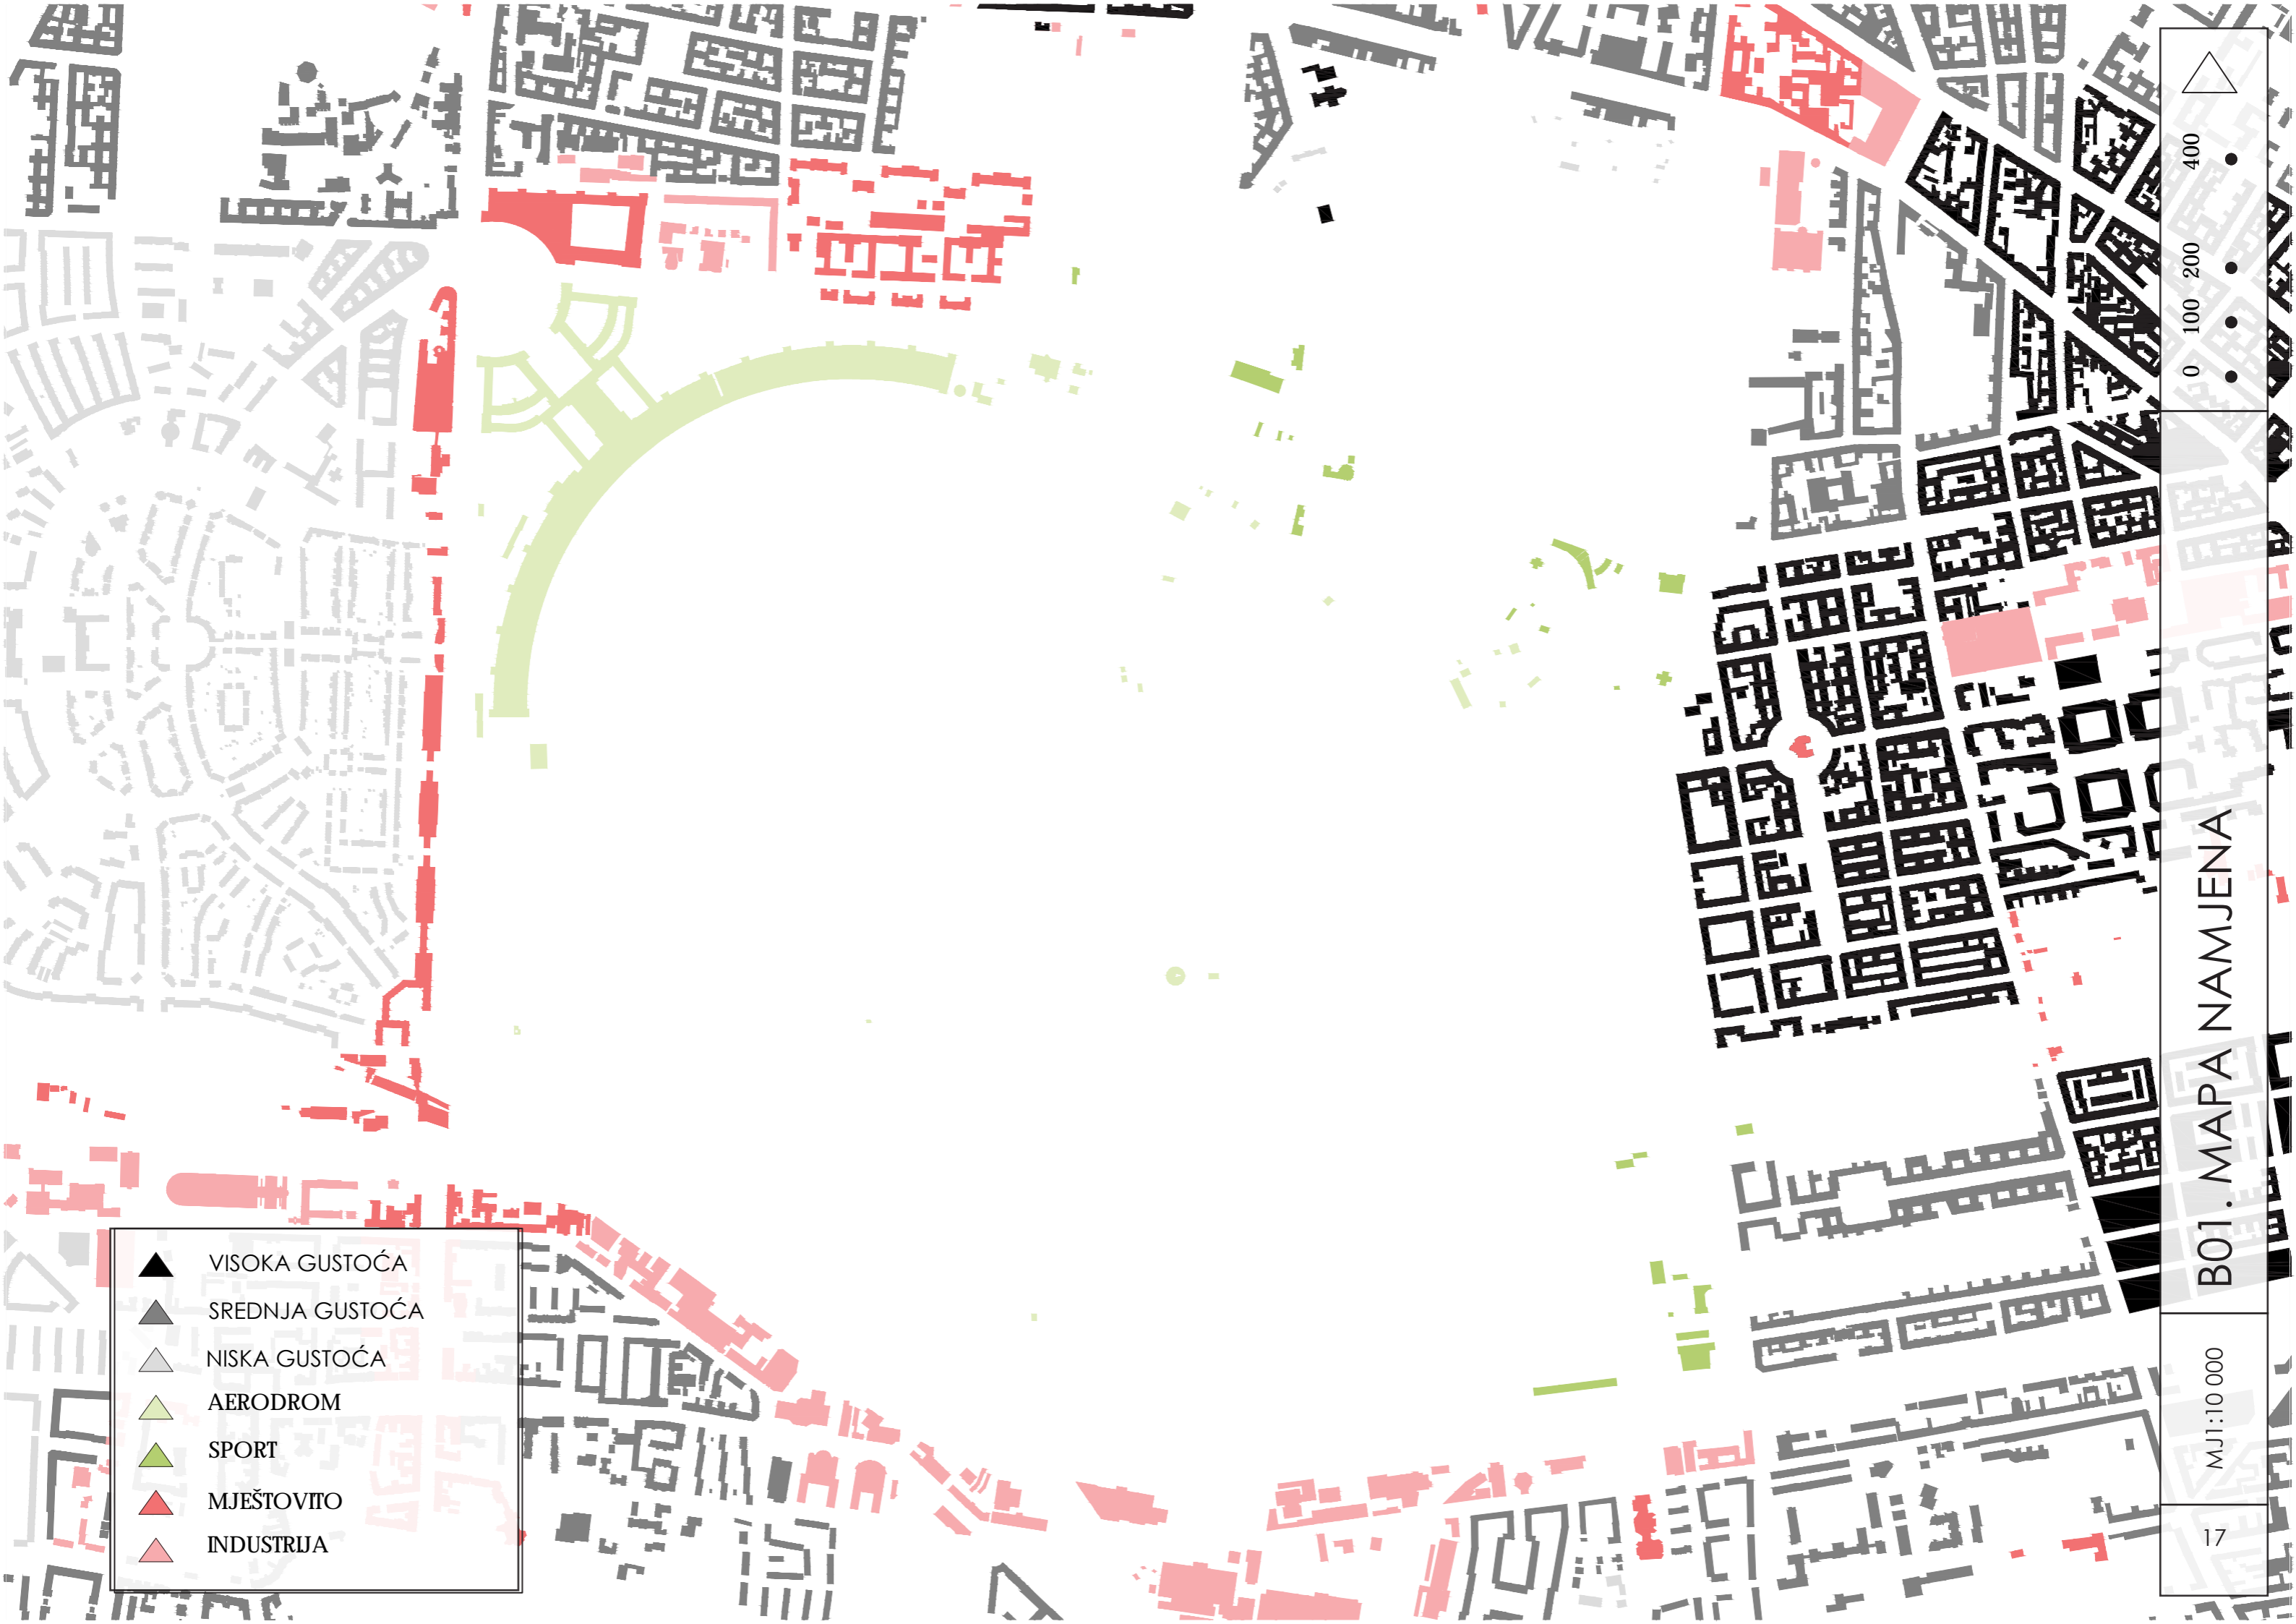 VISOKA GUSTOĆA
SREDNJA GUSTOĆA
NISKA GUSTOĆA
AERODROM
SPORT
MJEŠTOVITO
INDUSTRIJA
0 100 200 400
B01. MAPA NAMJENA
MJ1:10 000
17